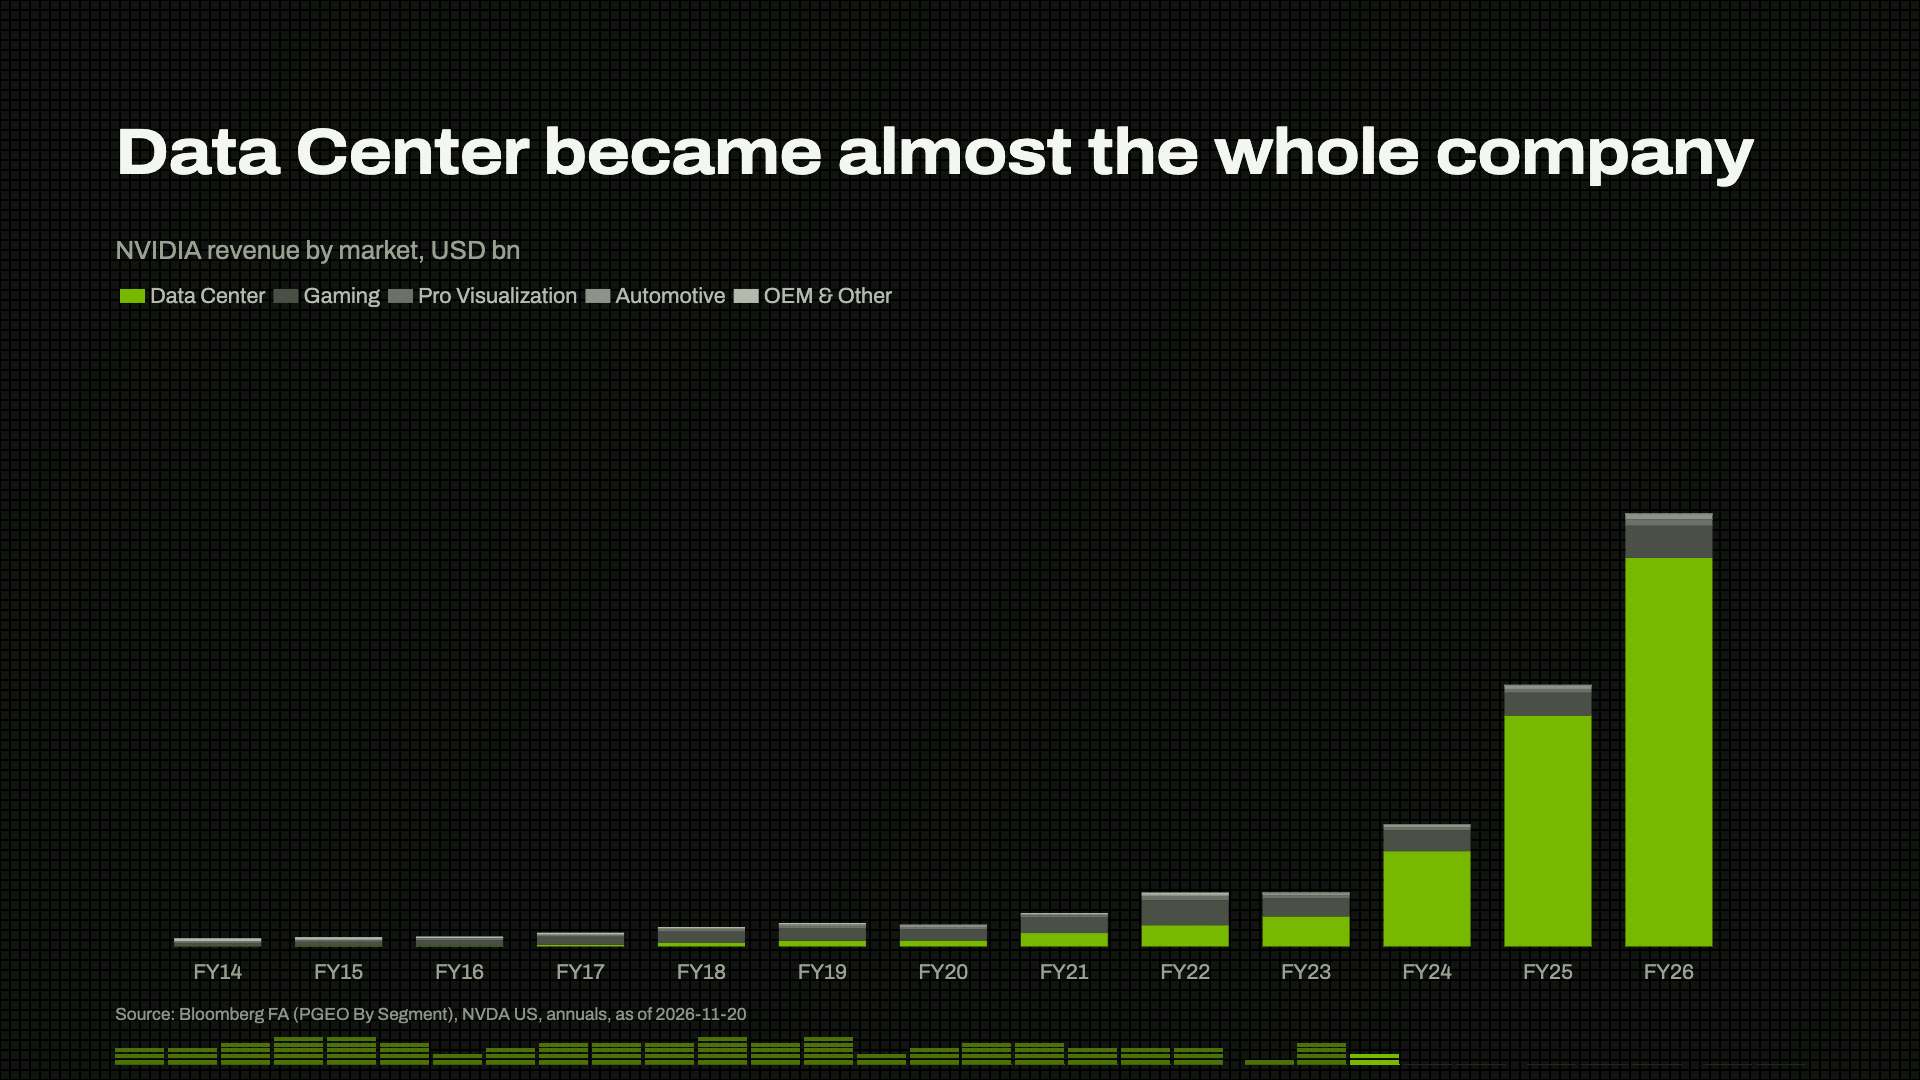 Data Center became almost the whole company
NVIDIA revenue by market, USD bn
Data Center Gaming Pro Visualization Automotive OEM & Other
FY14 FY15 FY16 FY17 FY18 FY19 FY20 FY21 FY22 FY23 FY24 FY25 FY26
Source: Bloomberg FA (PGEO By Segment), NVDA US, annuals, as of 2026-11-20